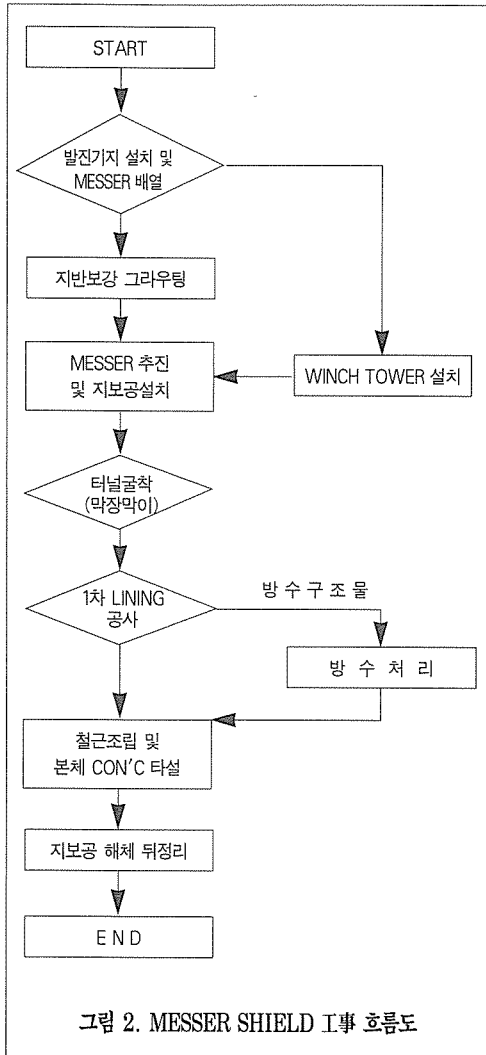 START
발진기지 설치 및
MESSER 배열
지반보강 그라우팅
MESSER 추진
및 지보공설치
WINCH TOWER 설치
터널굴착
(막장막이)
1차 LINING
공사
방수구조물
방수처리
철근조립 및
본체 CON'C 타설
지보공 해체 뒤정리
END
그림 2. MESSER SHIELD 工事 흐름도